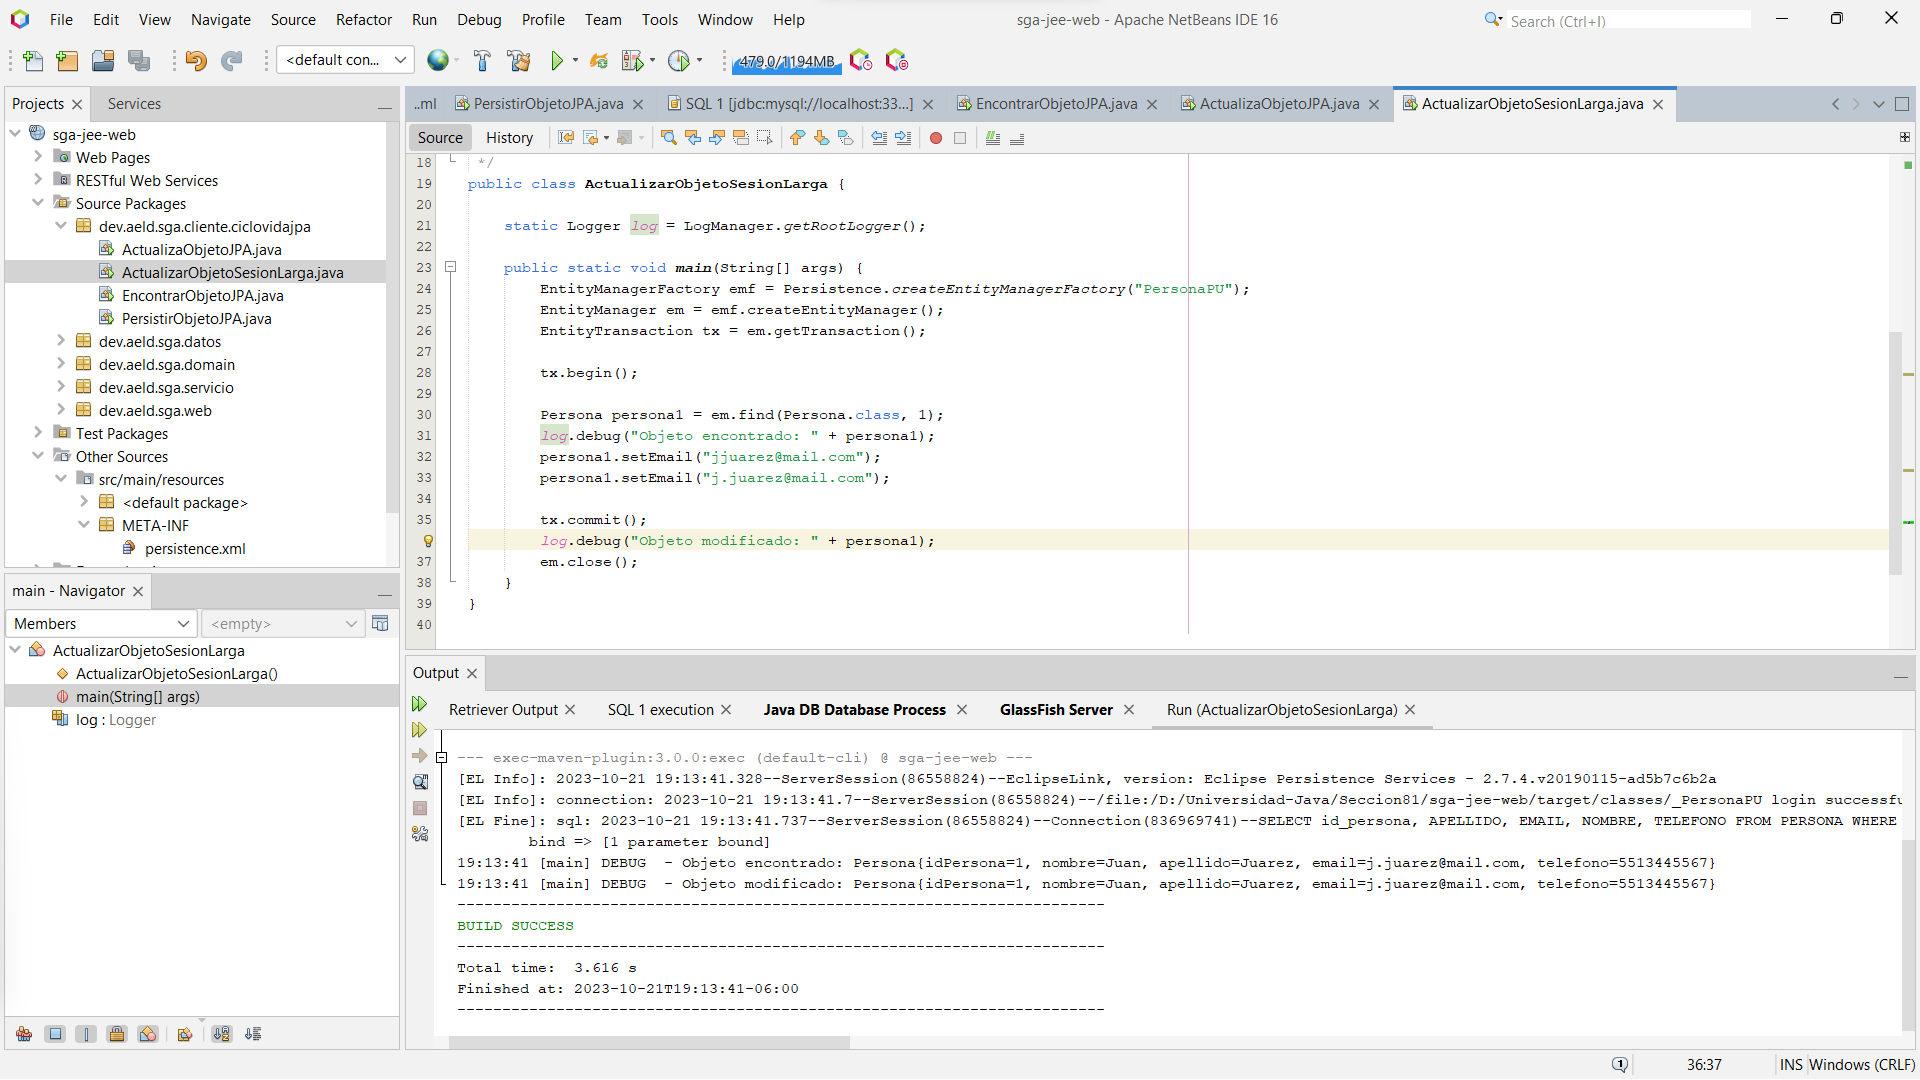 File Edit View Navigate Source Refactor Run Debug Profile Team Tools Window Help
sga-jee-web - Apache NetBeans IDE 16
Search (Ctrl+I)
<default con...
479.0/1194MB
Projects
Services
sga-jee-web
Web Pages
RESTful Web Services
Source Packages
dev.aeld.sga.cliente.ciclovidajpa
ActualizaObjetoJPA.java
ActualizarObjetoSesionLarga.java
EncontrarObjetoJPA.java
PersistirObjetoJPA.java
dev.aeld.sga.datos
dev.aeld.sga.domain
dev.aeld.sga.servicio
dev.aeld.sga.web
Test Packages
Other Sources
src/main/resources
<default package>
META-INF
persistence.xml
main - Navigator
Members
<empty>
ActualizarObjetoSesionLarga
ActualizarObjetoSesionLarga()
main(String[] args)
log : Logger
..ml PersistirObjetoJPA.java SQL 1 [jdbc:mysql://localhost:33...] EncontrarObjetoJPA.java ActualizaObjetoJPA.java ActualizarObjetoSesionLarga.java
Source History
18 */
19 public class ActualizarObjetoSesionLarga {
20
21 static Logger log = LogManager.getRootLogger();
22
23 public static void main(String[] args) {
24 EntityManagerFactory emf = Persistence.createEntityManagerFactory("PersonaPU");
25 EntityManager em = emf.createEntityManager();
26 EntityTransaction tx = em.getTransaction();
27
28 tx.begin();
29
30 Persona persona1 = em.find(Persona.class, 1);
31 log.debug("Objeto encontrado: " + persona1);
32 persona1.setEmail("jjuarez@mail.com");
33 persona1.setEmail("j.juarez@mail.com");
34
35 tx.commit();
log.debug("Objeto modificado: " + persona1);
37 em.close();
38 }
39 }
40
Output
Retriever Output SQL 1 execution Java DB Database Process GlassFish Server Run (ActualizarObjetoSesionLarga)
--- exec-maven-plugin:3.0.0:exec (default-cli) @ sga-jee-web ---
[EL Info]: 2023-10-21 19:13:41.328--ServerSession(86558824)--EclipseLink, version: Eclipse Persistence Services - 2.7.4.v20190115-ad5b7c6b2a
[EL Info]: connection: 2023-10-21 19:13:41.7--ServerSession(86558824)--/file:/D:/Universidad-Java/Seccion81/sga-jee-web/target/classes/_PersonaPU login successfu
[EL Fine]: sql: 2023-10-21 19:13:41.737--ServerSession(86558824)--Connection(836969741)--SELECT id_persona, APELLIDO, EMAIL, NOMBRE, TELEFONO FROM PERSONA WHERE
bind => [1 parameter bound]
19:13:41 [main] DEBUG - Objeto encontrado: Persona{idPersona=1, nombre=Juan, apellido=Juarez, email=j.juarez@mail.com, telefono=5513445567}
19:13:41 [main] DEBUG - Objeto modificado: Persona{idPersona=1, nombre=Juan, apellido=Juarez, email=j.juarez@mail.com, telefono=5513445567}
------------------------------------------------------------------------
BUILD SUCCESS
------------------------------------------------------------------------
Total time: 3.616 s
Finished at: 2023-10-21T19:13:41-06:00
------------------------------------------------------------------------
1
36:37 INS Windows (CRLF)